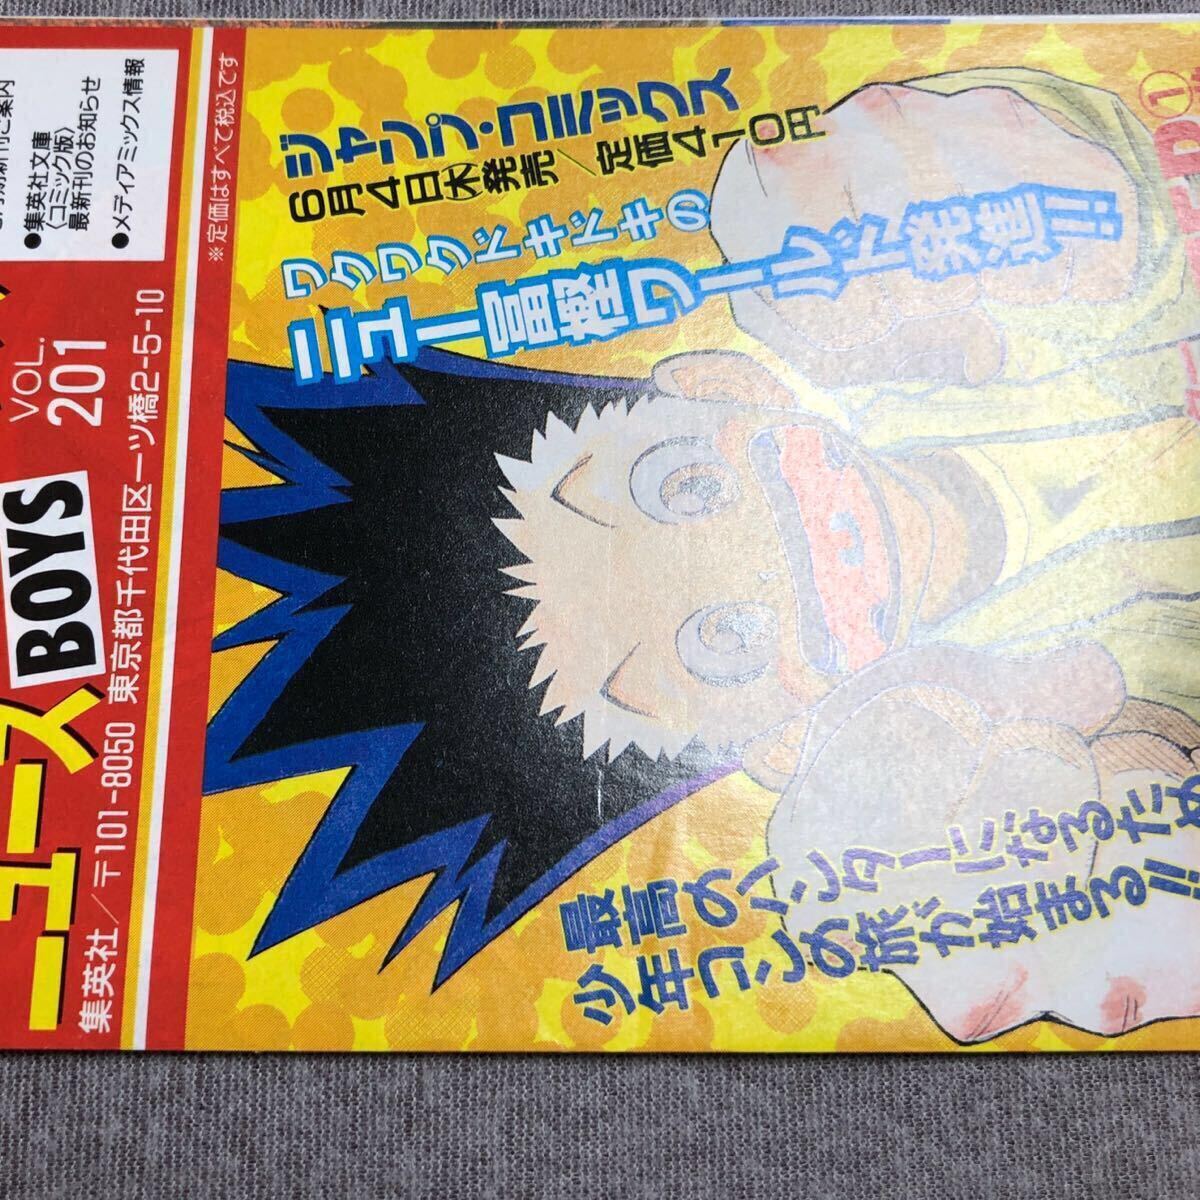 ニュース
BOYS
VOL.
201
集英社/〒101-8050 東京都千代田区一ツ橋2-5-10
●集英社文庫
〈コミック版〉
最新刊のお知らせ
●メディアミックス情報
※定価はすべて税込です
ジャンプ・コミックス
6月4日(木)発売/定価410円
ワクワクドキドキの
ニュー冨樫ワールド発進!!
最高のハンターになるため
少年ゴンの旅が始まる!!
①